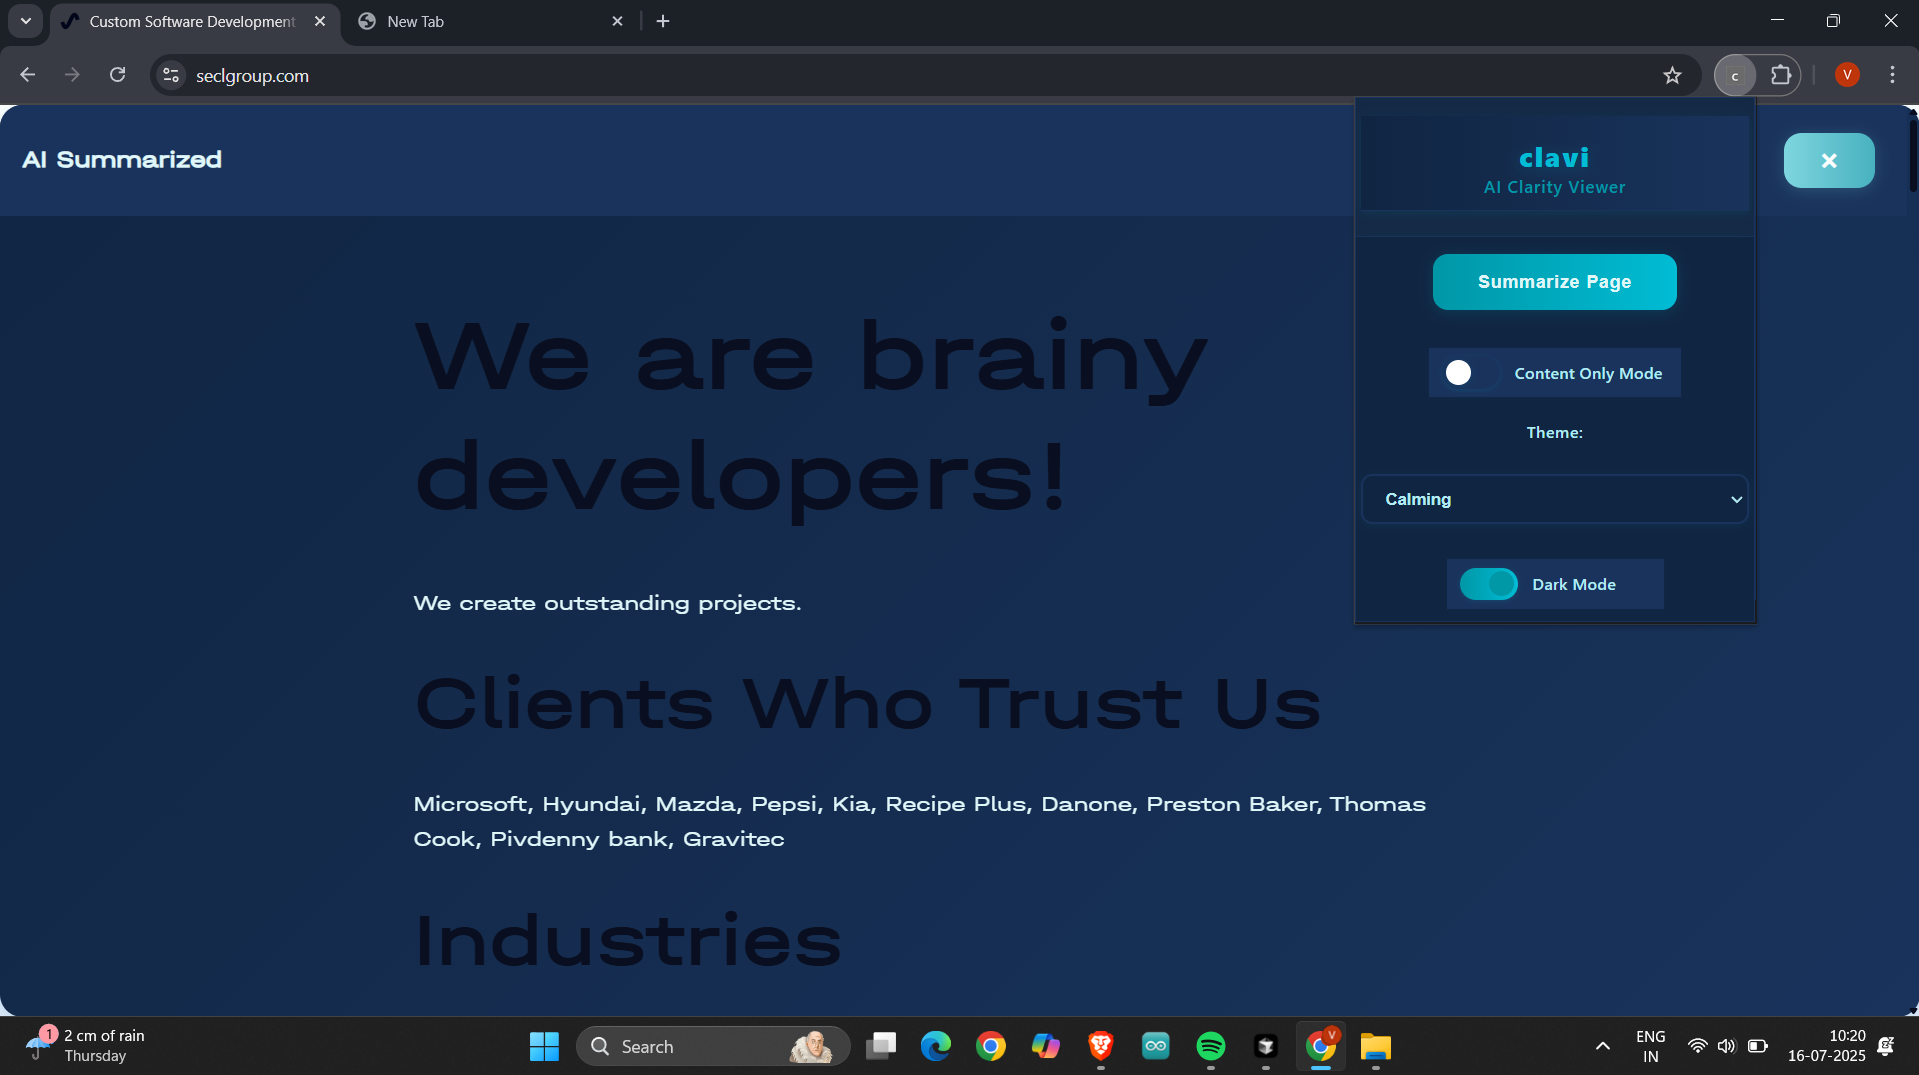 Custom Software Development
New Tab
seclgroup.com
c
V
AI Summarized
clavi
AI Clarity Viewer
Summarize Page
Content Only Mode
Theme:
Calming
Dark Mode
We are brainy
developers!
We create outstanding projects.
Clients Who Trust Us
Microsoft, Hyundai, Mazda, Pepsi, Kia, Recipe Plus, Danone, Preston Baker, Thomas
Cook, Pivdenny bank, Gravitec
Industries
1
2 cm of rain
Thursday
Search
V
ENG
IN
10:20
16-07-2025